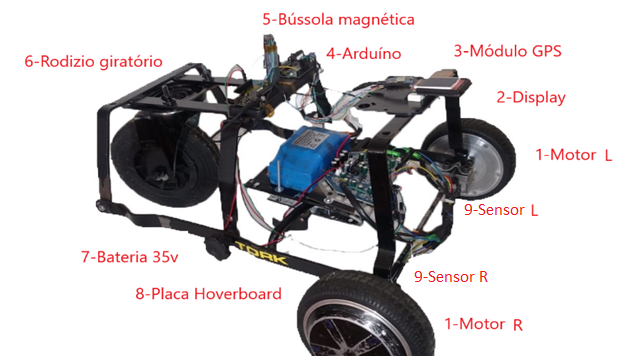 5-Bússola magnética
4-Arduíno
3-Módulo GPS
6-Rodizio giratório
2-Display
1-Motor L
9-Sensor L
TORK
7-Bateria 35v
9-Sensor R
8-Placa Hoverboard
1-Motor R